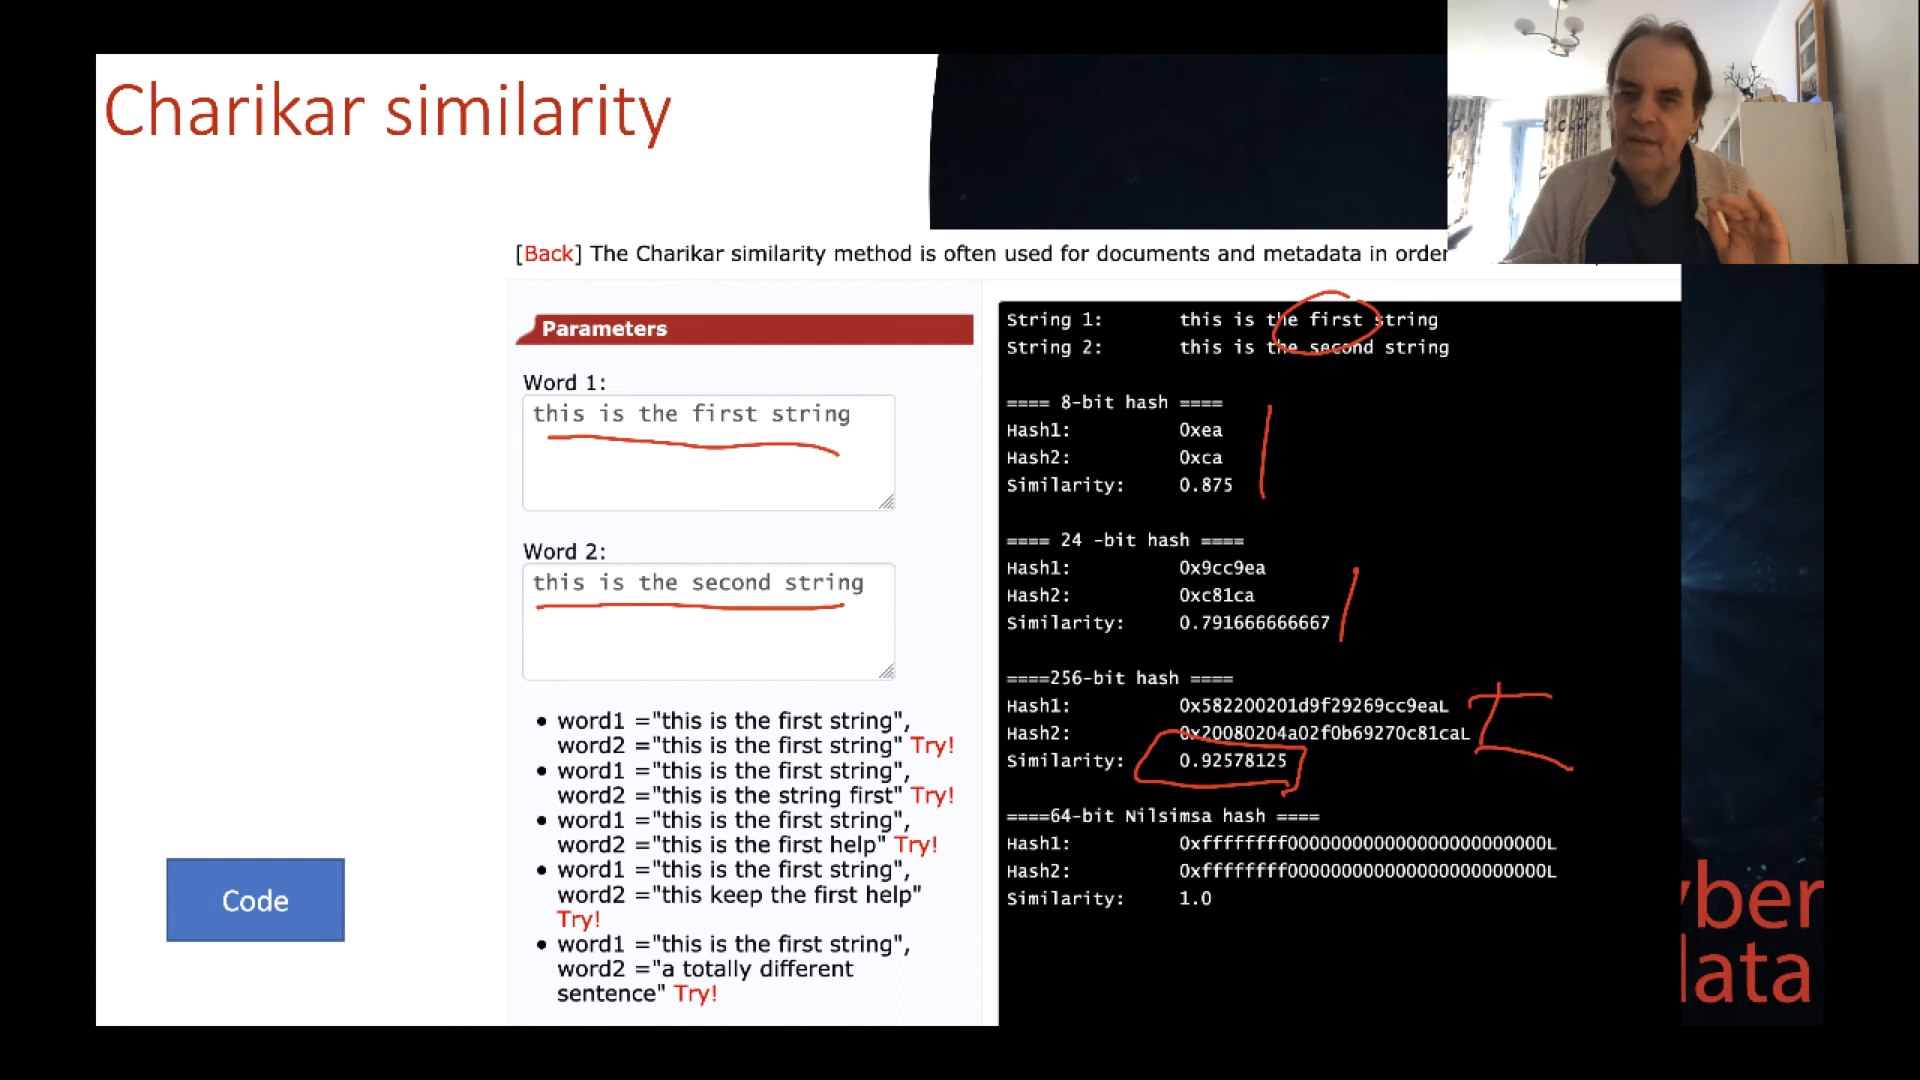 Charikar similarity
[Back] The Charikar similarity method is often used for documents and metadata in order
Parameters
Word 1:
this is the first string
Word 2:
this is the second string
• word1 ="this is the first string",
word2 ="this is the first string" Try!
• word1 ="this is the first string",
word2 ="this is the string first" Try!
• word1 ="this is the first string",
word2 ="this is the first help" Try!
• word1 ="this is the first string",
word2 ="this keep the first help"
Try!
• word1 ="this is the first string",
word2 ="a totally different
sentence" Try!
String 1: this is the first string
String 2: this is the second string
==== 8-bit hash ====
Hash1: 0xea
Hash2: 0xca
Similarity: 0.875
==== 24 -bit hash ====
Hash1: 0x9cc9ea
Hash2: 0xc81ca
Similarity: 0.791666666667
====256-bit hash ====
Hash1: 0x582200201d9f29269cc9eaL
Hash2: 0x20080204a02f0b69270c81caL
Similarity: 0.92578125
====64-bit Nilsimsa hash ====
Hash1: 0xffffffff000000000000000000000000L
Hash2: 0xffffffff000000000000000000000000L
Similarity: 1.0
Code
yber
data